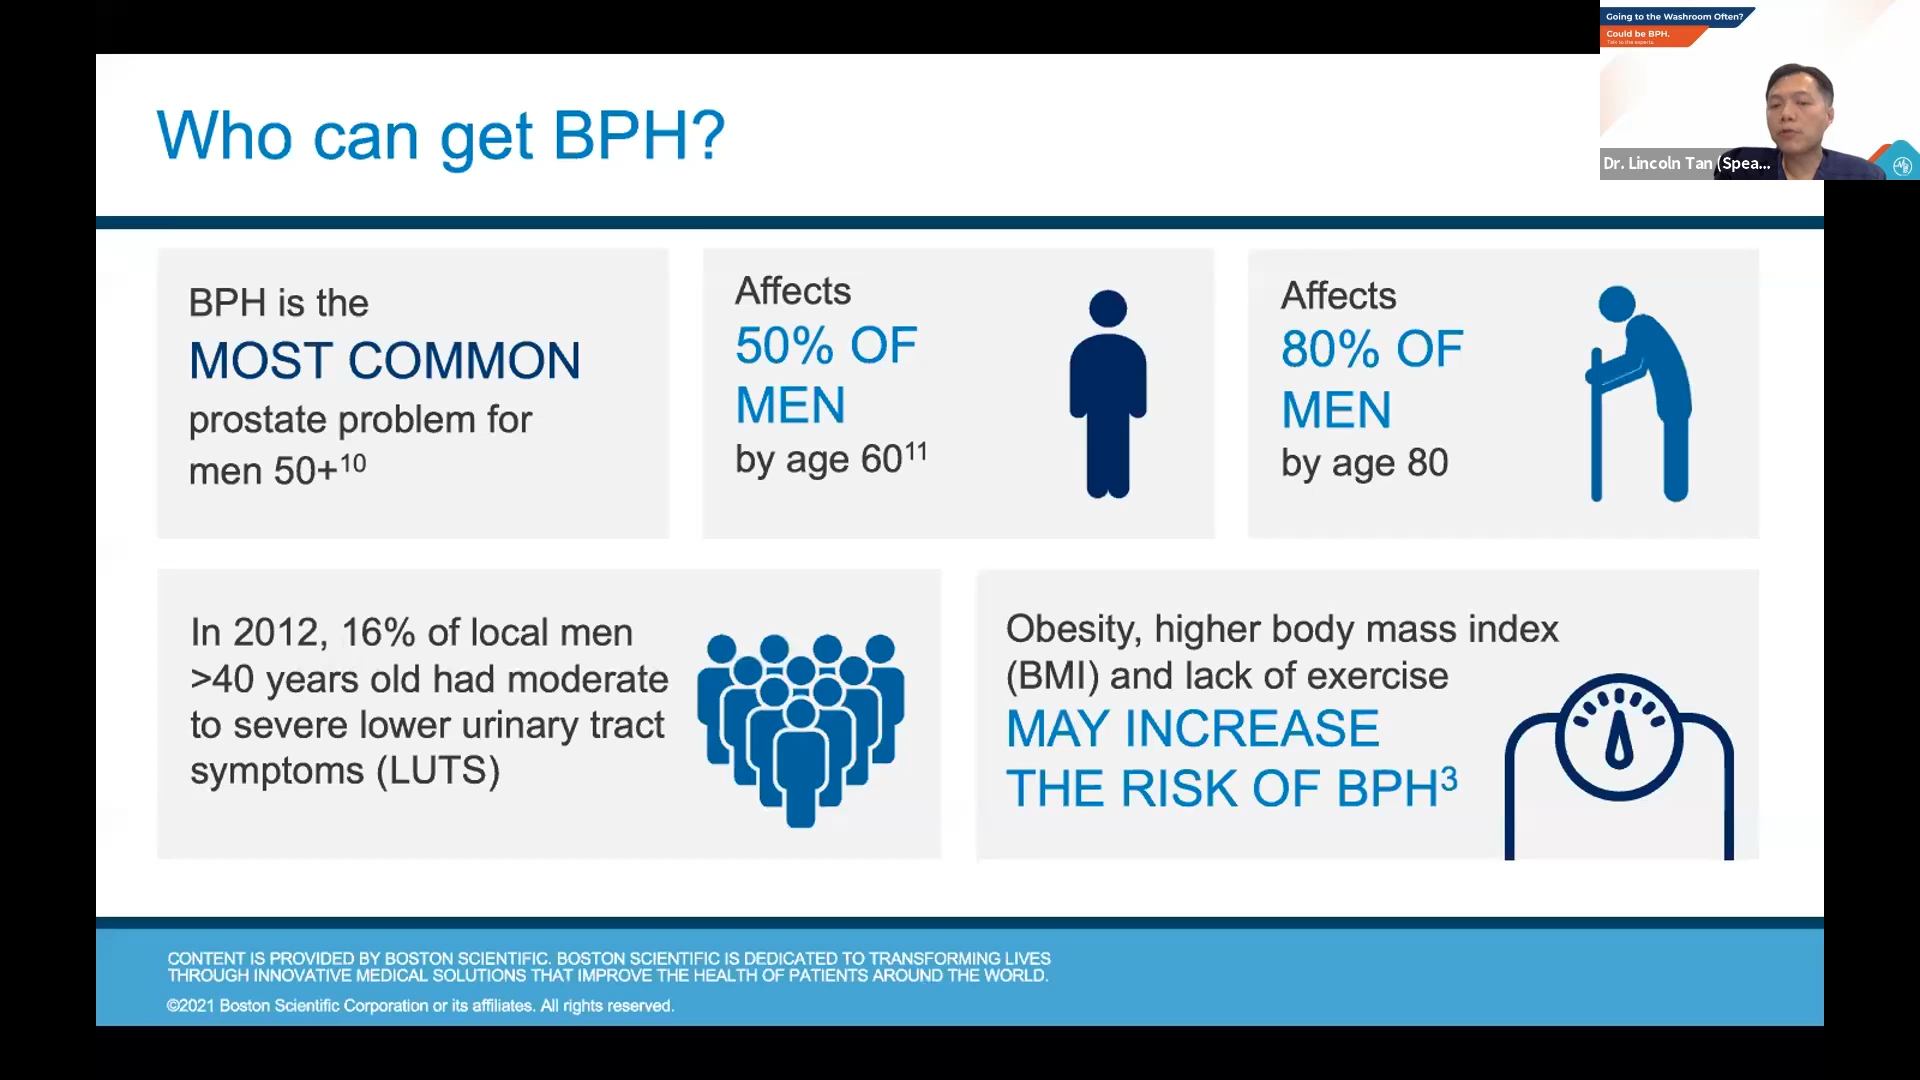 Going to the Washroom Often?
Could be BPH.
Talk to the experts.
Dr. Lincoln Tan (Spea...
Who can get BPH?
BPH is the
MOST COMMON
prostate problem for
men 50+10
Affects
50% OF
MEN
by age 6011
Affects
80% OF
MEN
by age 80
In 2012, 16% of local men
>40 years old had moderate
to severe lower urinary tract
symptoms (LUTS)
Obesity, higher body mass index
(BMI) and lack of exercise
MAY INCREASE
THE RISK OF BPH3
CONTENT IS PROVIDED BY BOSTON SCIENTIFIC. BOSTON SCIENTIFIC IS DEDICATED TO TRANSFORMING LIVES
THROUGH INNOVATIVE MEDICAL SOLUTIONS THAT IMPROVE THE HEALTH OF PATIENTS AROUND THE WORLD.
©2021 Boston Scientific Corporation or its affiliates. All rights reserved.